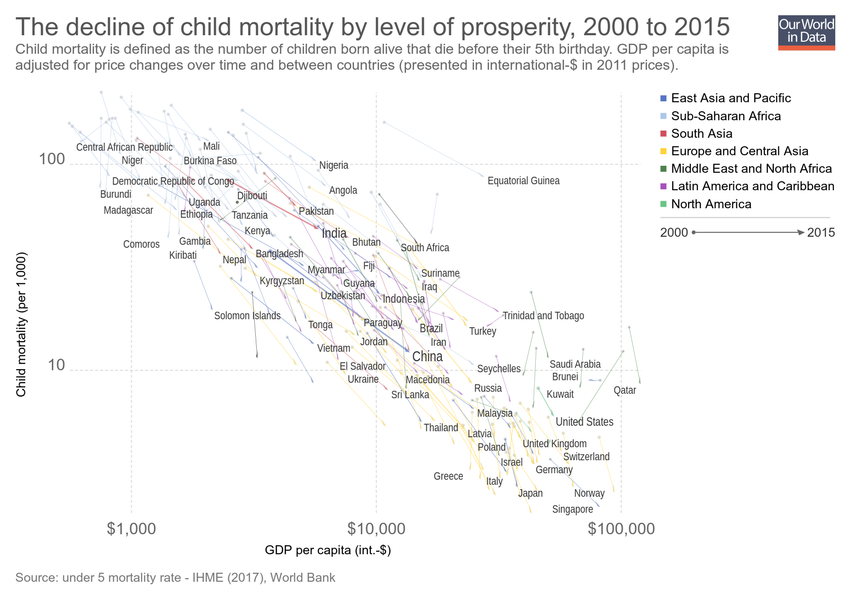 The decline of child mortality by level of prosperity, 2000 to 2015
Our World
in Data
Child mortality is defined as the number of children born alive that die before their 5th birthday. GDP per capita is
adjusted for price changes over time and between countries (presented in international-$ in 2011 prices).
East Asia and Pacific
Sub-Saharan Africa
South Asia
Europe and Central Asia
Middle East and North Africa
Latin America and Caribbean
North America
2000
2015
Child mortality (per 1,000)
100
10
Central African Republic
Mali
Niger
Burkina Faso
Nigeria
Democratic Republic of Congo
Equatorial Guinea
Burundi
Djibouti
Angola
Uganda
Madagascar
Ethiopia
Tanzania
Pakistan
Kenya
India
Comoros
Gambia
Bhutan
South Africa
Kiribati
Nepal
Bangladesh
Myanmar
Fiji
Suriname
Kyrgyzstan
Guyana
Iraq
Uzbekistan
Indonesia
Solomon Islands
Tonga
Paraguay
Brazil
Turkey
Trinidad and Tobago
Vietnam
Jordan
Iran
China
El Salvador
Seychelles
Saudi Arabia
Ukraine
Macedonia
Brunei
Sri Lanka
Russia
Kuwait
Qatar
Malaysia
United States
Thailand
Latvia
Poland
United Kingdom
Israel
Switzerland
Greece
Italy
Germany
Japan
Norway
Singapore
$1,000
$10,000
$100,000
GDP per capita (int.-$)
Source: under 5 mortality rate - IHME (2017), World Bank